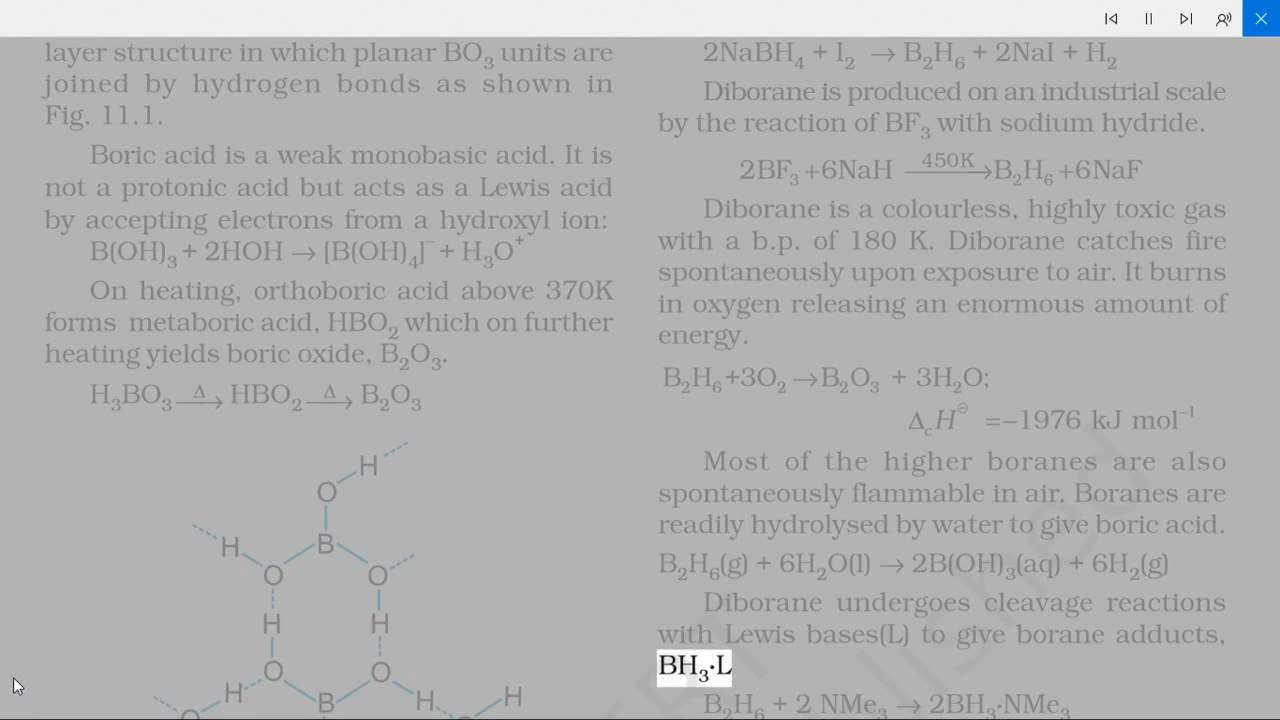 layer structure in which planar BO₃ units are
joined by hydrogen bonds as shown in
Fig. 11.1.
Boric acid is a weak monobasic acid. It is
not a protonic acid but acts as a Lewis acid
by accepting electrons from a hydroxyl ion:
B(OH)₃ + 2HOH → [B(OH)₄]⁻ + H₃O⁺
On heating, orthoboric acid above 370K
forms metaboric acid, HBO₂ which on further
heating yields boric oxide, B₂O₃.
H₃BO₃ —Δ→ HBO₂ —Δ→ B₂O₃
H
O
H B
O O
H H
O O
H B H H
O O
2NaBH₄ + I₂ → B₂H₆ + 2NaI + H₂
Diborane is produced on an industrial scale
by the reaction of BF₃ with sodium hydride.
2BF₃ +6NaH —450K→ B₂H₆ +6NaF
Diborane is a colourless, highly toxic gas
with a b.p. of 180 K. Diborane catches fire
spontaneously upon exposure to air. It burns
in oxygen releasing an enormous amount of
energy.
B₂H₆+3O₂ → B₂O₃ + 3H₂O;
Δ꜀H⊖ =−1976 kJ mol⁻¹
Most of the higher boranes are also
spontaneously flammable in air. Boranes are
readily hydrolysed by water to give boric acid.
B₂H₆(g) + 6H₂O(l) → 2B(OH)₃(aq) + 6H₂(g)
Diborane undergoes cleavage reactions
with Lewis bases(L) to give borane adducts,
BH₃·L
B₂H₆ + 2 NMe₃ → 2BH₃·NMe₃